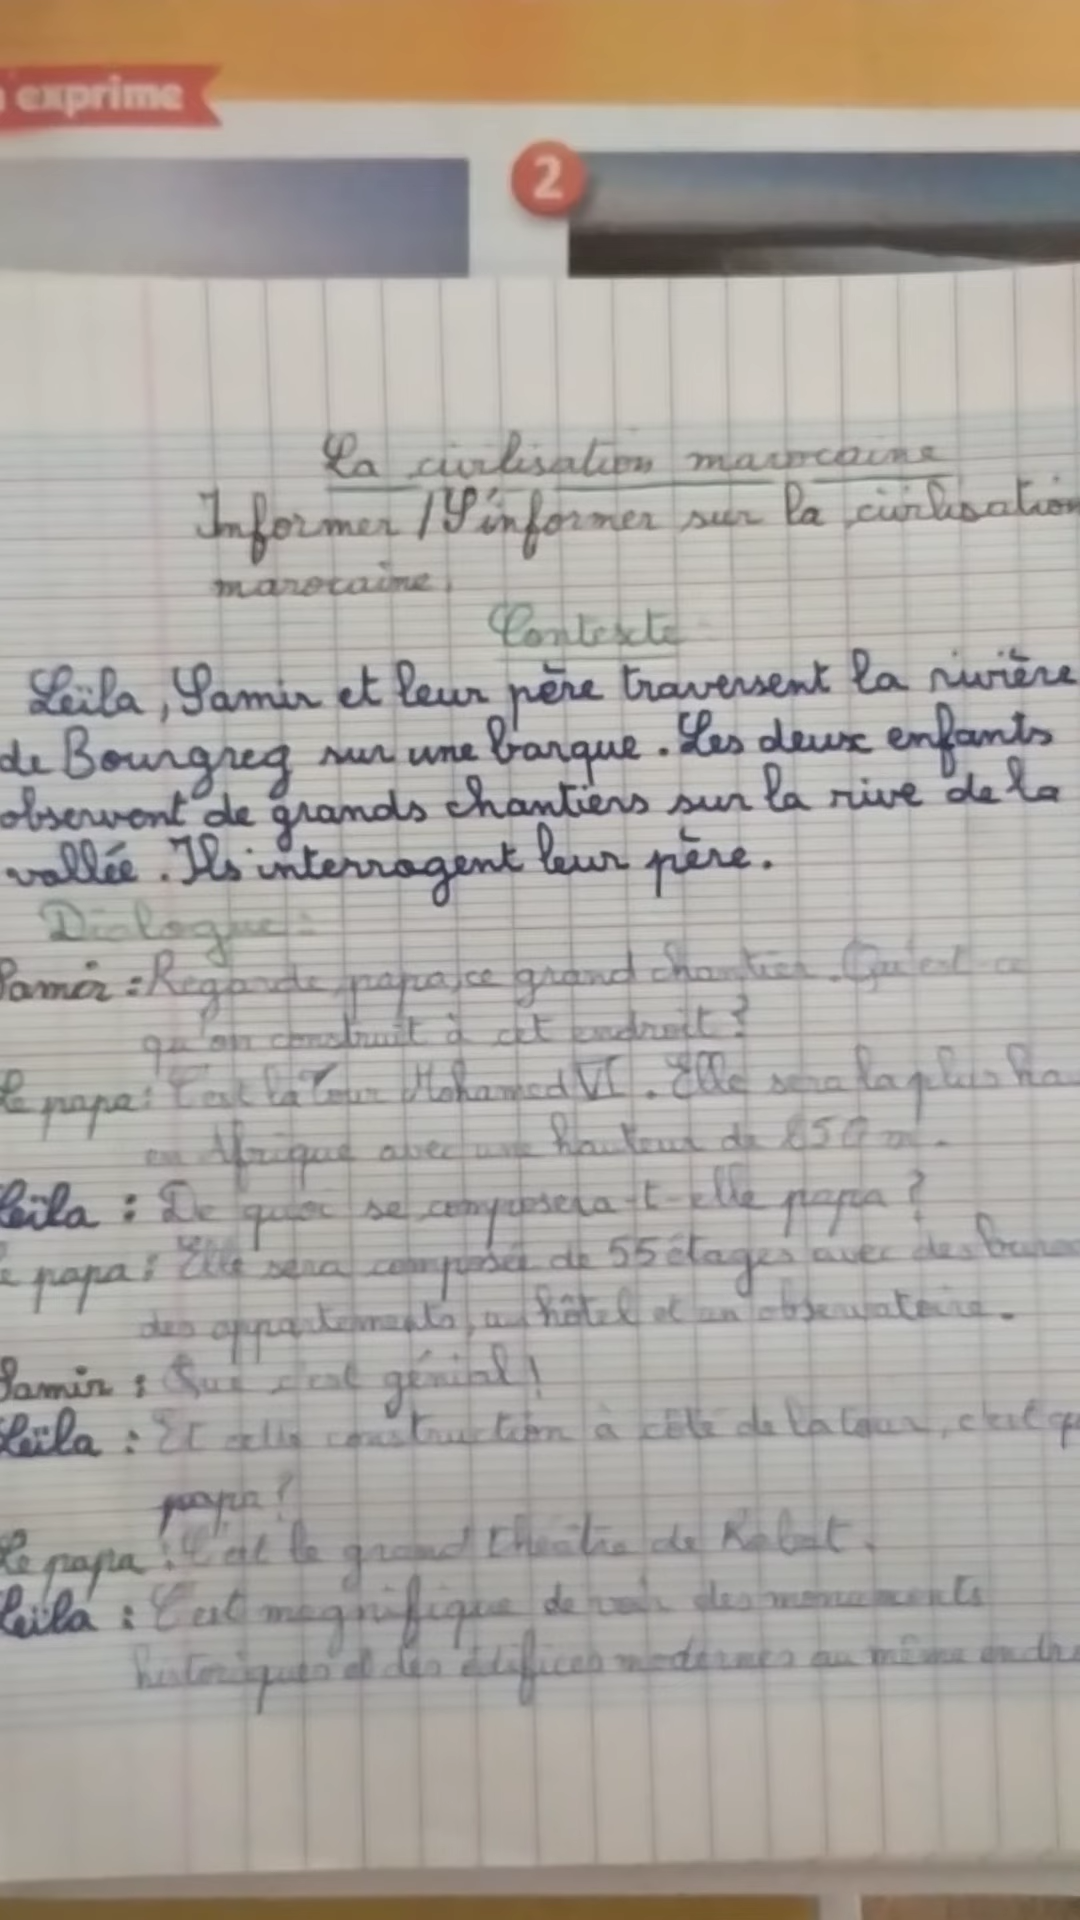 exprime
2
La civilisation marocaine
Informer / S'informer sur la civilisation
marocaine.
Contexte
Leïla, Samir et leur père traversent la rivière
de Bourgreg sur une barque. Les deux enfants
observent de grands chantiers sur la rive de la
vallée. Ils interrogent leur père.
Dialogue:
Samir : Regarde papa, ce grand chantier. Qu'est ce
qu'on construit à cet endroit?
Le papa : C'est la Tour Mohamed VI. Elle sera la plus
en Afrique avec une hauteur de 250 m.
Leïla : De quoi se composera-t-elle papa?
Le papa : Elle sera composée de 55 étages avec des
des appartements, un hôtel et un observatoire.
Samir : Que c'est génial!
Leïla : Et cette construction à côté de la tour, c'est
papa?
Le papa : C'est le grand théâtre de Rabat.
Leïla : C'est magnifique de voir des monuments
historiques et des édifices modernes au même